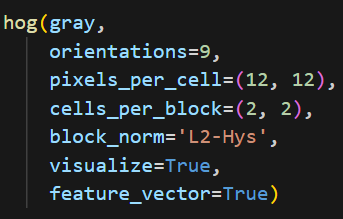 hog(gray,
    orientations=9,
    pixels_per_cell=(12, 12),
    cells_per_block=(2, 2),
    block_norm='L2-Hys',
    visualize=True,
    feature_vector=True)